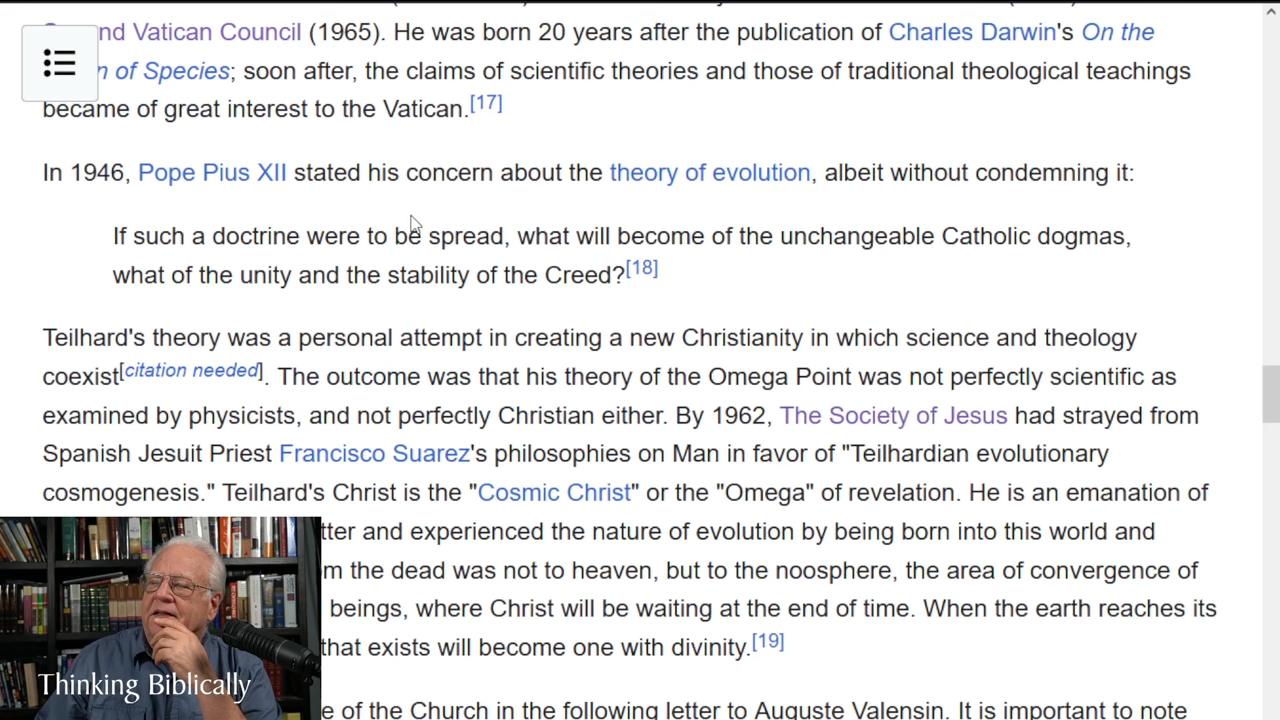 nd Vatican Council (1965). He was born 20 years after the publication of Charles Darwin's On the
n of Species; soon after, the claims of scientific theories and those of traditional theological teachings
became of great interest to the Vatican.[17]
In 1946, Pope Pius XII stated his concern about the theory of evolution, albeit without condemning it:
If such a doctrine were to be spread, what will become of the unchangeable Catholic dogmas,
what of the unity and the stability of the Creed?[18]
Teilhard's theory was a personal attempt in creating a new Christianity in which science and theology
coexist[citation needed]. The outcome was that his theory of the Omega Point was not perfectly scientific as
examined by physicists, and not perfectly Christian either. By 1962, The Society of Jesus had strayed from
Spanish Jesuit Priest Francisco Suarez's philosophies on Man in favor of "Teilhardian evolutionary
cosmogenesis." Teilhard's Christ is the "Cosmic Christ" or the "Omega" of revelation. He is an emanation of
tter and experienced the nature of evolution by being born into this world and
m the dead was not to heaven, but to the noosphere, the area of convergence of
beings, where Christ will be waiting at the end of time. When the earth reaches its
that exists will become one with divinity.[19]
Thinking Biblically
e of the Church in the following letter to Auguste Valensin. It is important to note